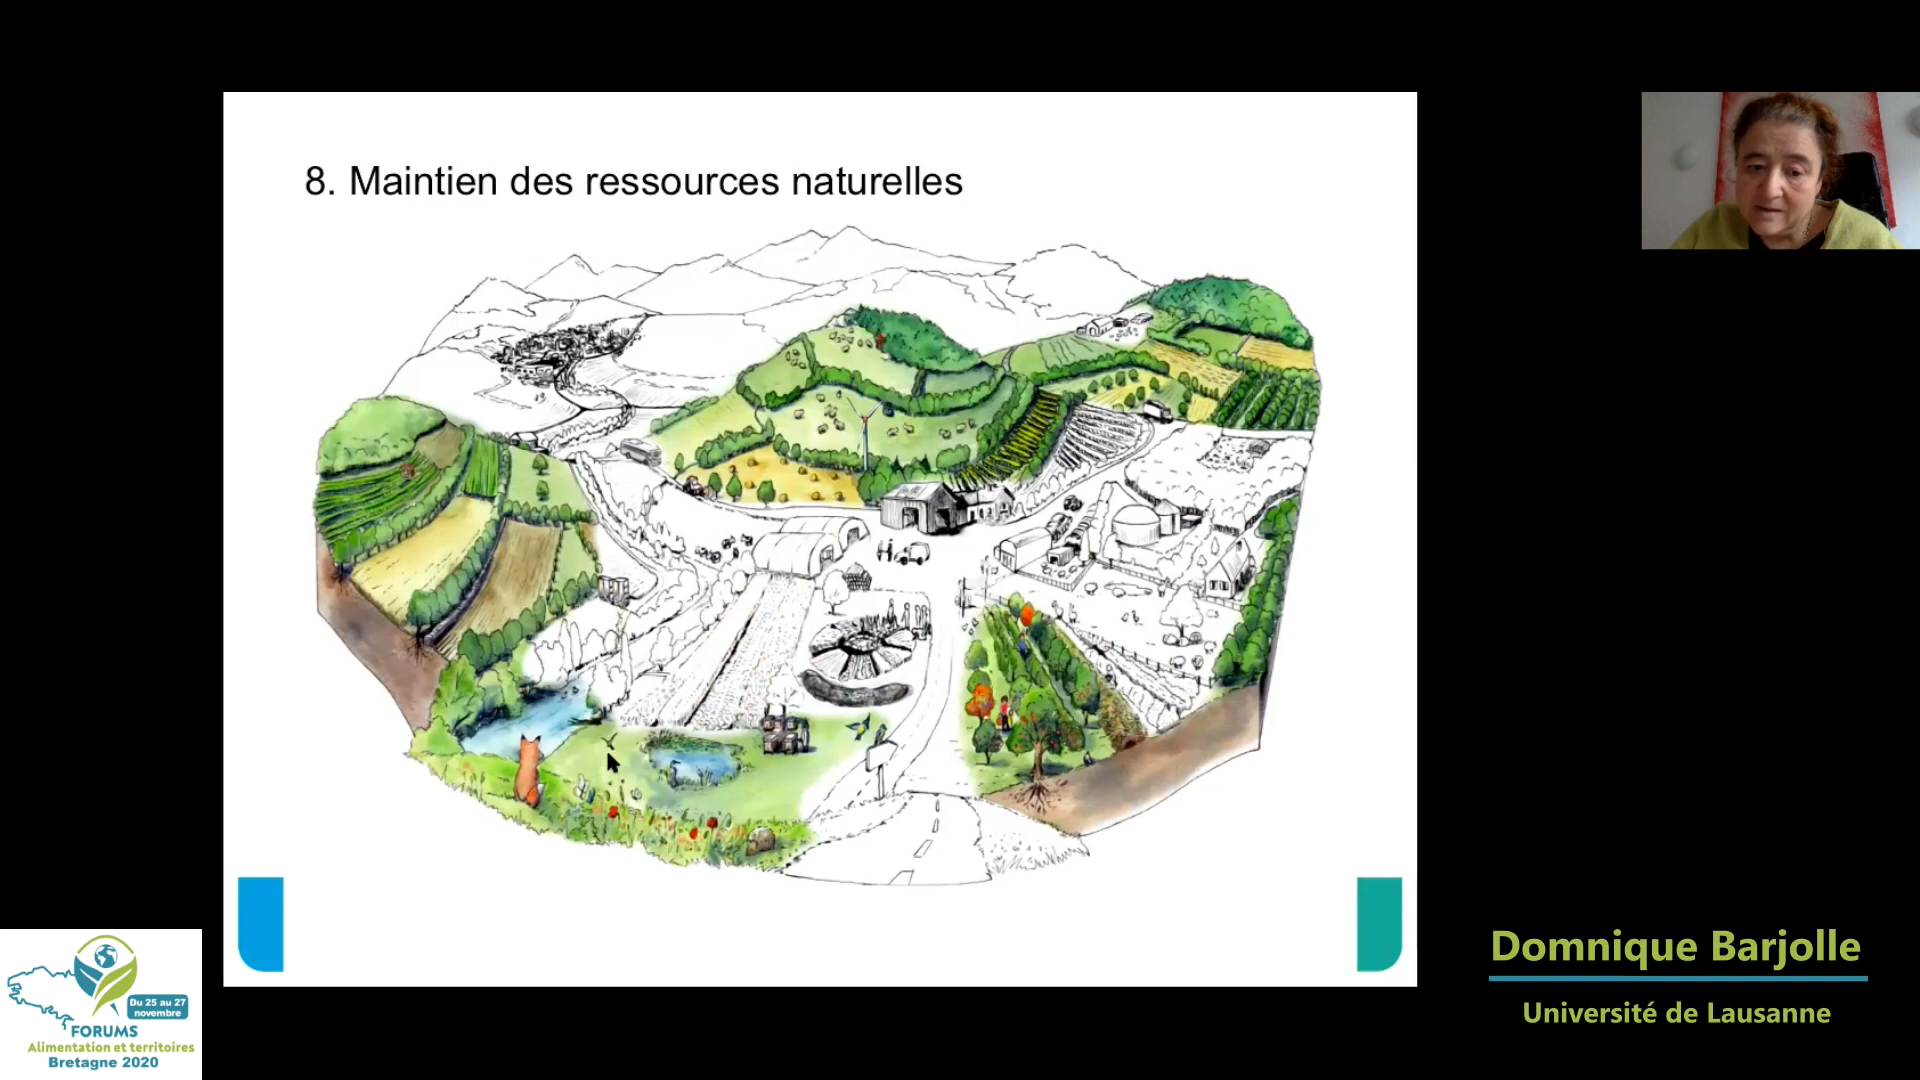 8. Maintien des ressources naturelles
Du 25 au 27
novembre
FORUMS
Alimentation et territoires
Bretagne 2020
Domnique Barjolle
Université de Lausanne